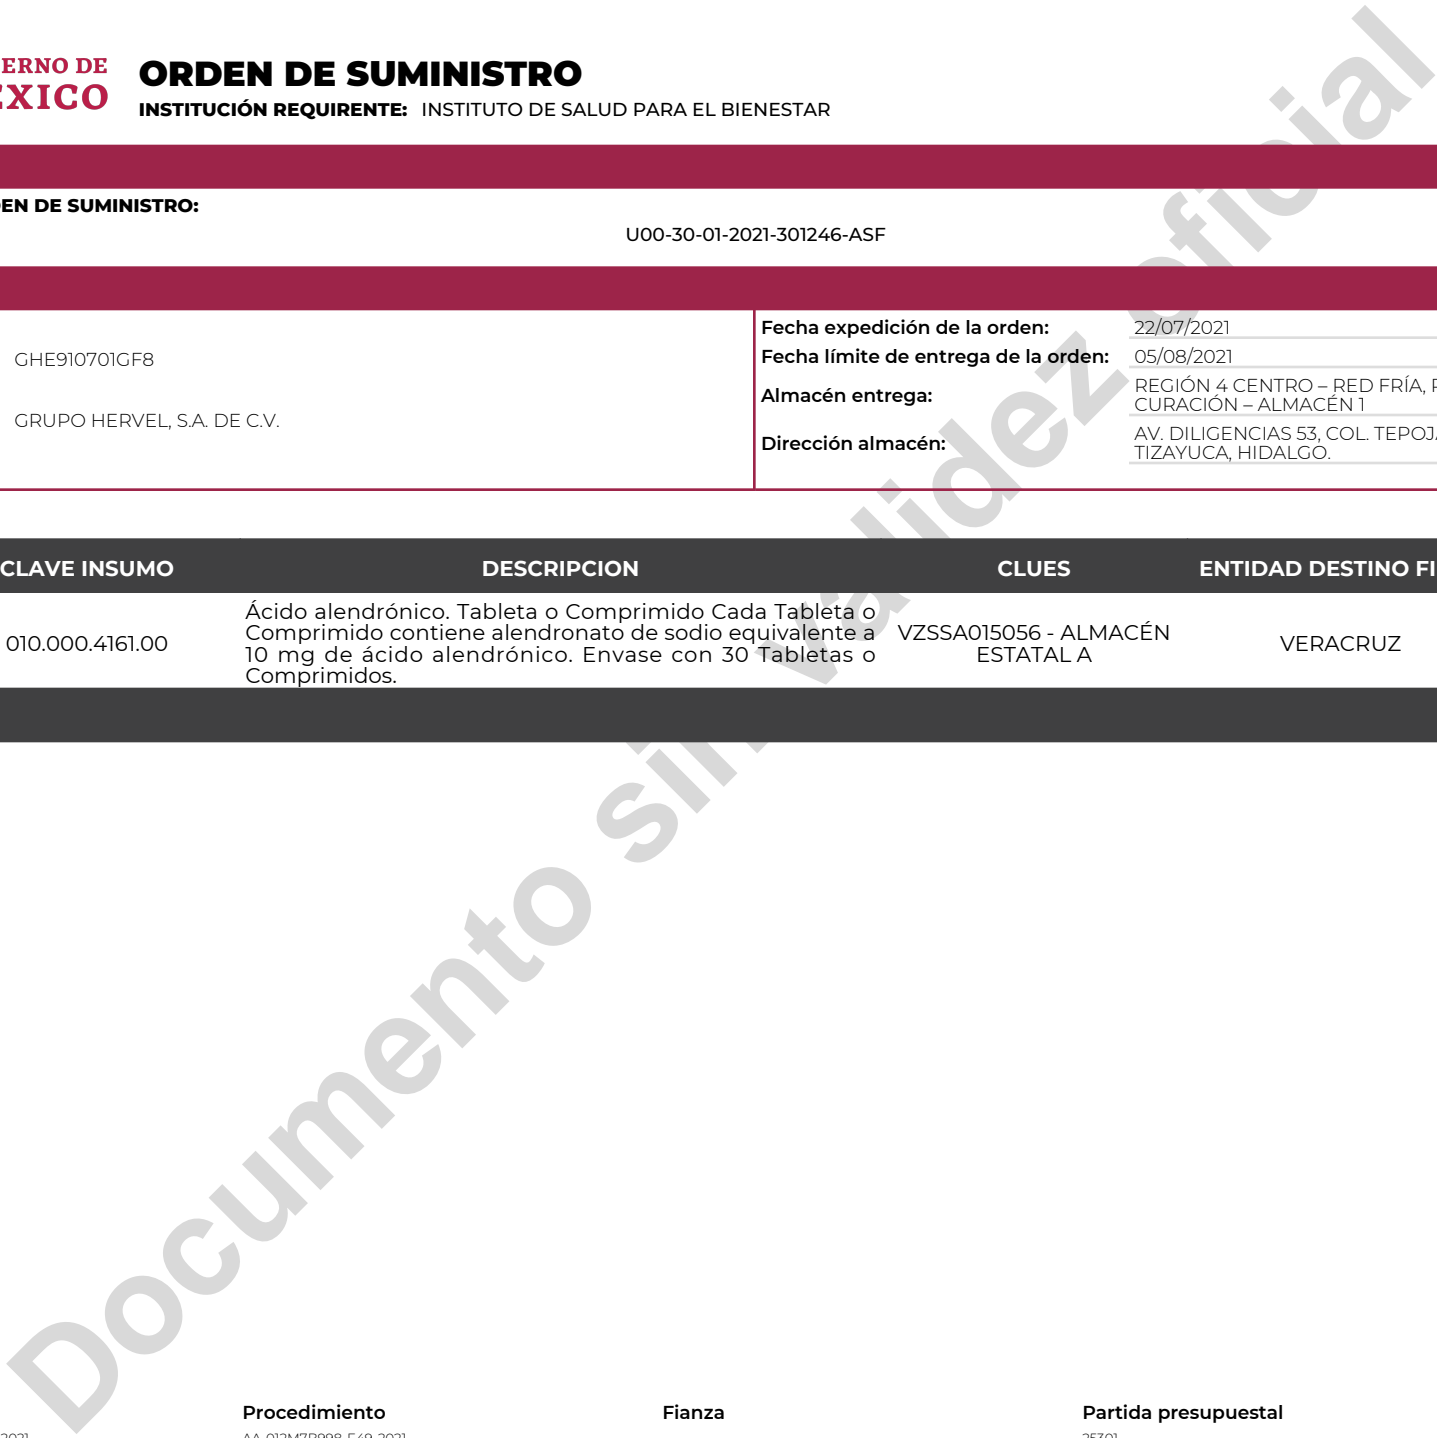 ERNO DE
ÉXICO
ORDEN DE SUMINISTRO
INSTITUCIÓN REQUIRENTE: INSTITUTO DE SALUD PARA EL BIENESTAR
EN DE SUMINISTRO:
U00-30-01-2021-301246-ASF
GHE910701GF8
GRUPO HERVEL, S.A. DE C.V.
Fecha expedición de la orden: 22/07/2021
Fecha límite de entrega de la orden: 05/08/2021
Almacén entrega: REGIÓN 4 CENTRO – RED FRÍA,
CURACIÓN – ALMACÉN 1
Dirección almacén: AV. DILIGENCIAS 53, COL. TEPOJ
TIZAYUCA, HIDALGO.
CLAVE INSUMO DESCRIPCION CLUES ENTIDAD DESTINO FI
010.000.4161.00
Ácido alendrónico. Tableta o Comprimido Cada Tableta o
Comprimido contiene alendronato de sodio equivalente a
10 mg de ácido alendrónico. Envase con 30 Tabletas o
Comprimidos.
VZSSA015056 - ALMACÉN
ESTATAL A
VERACRUZ
Documento sin validez oficial
Procedimiento Fianza Partida presupuestal